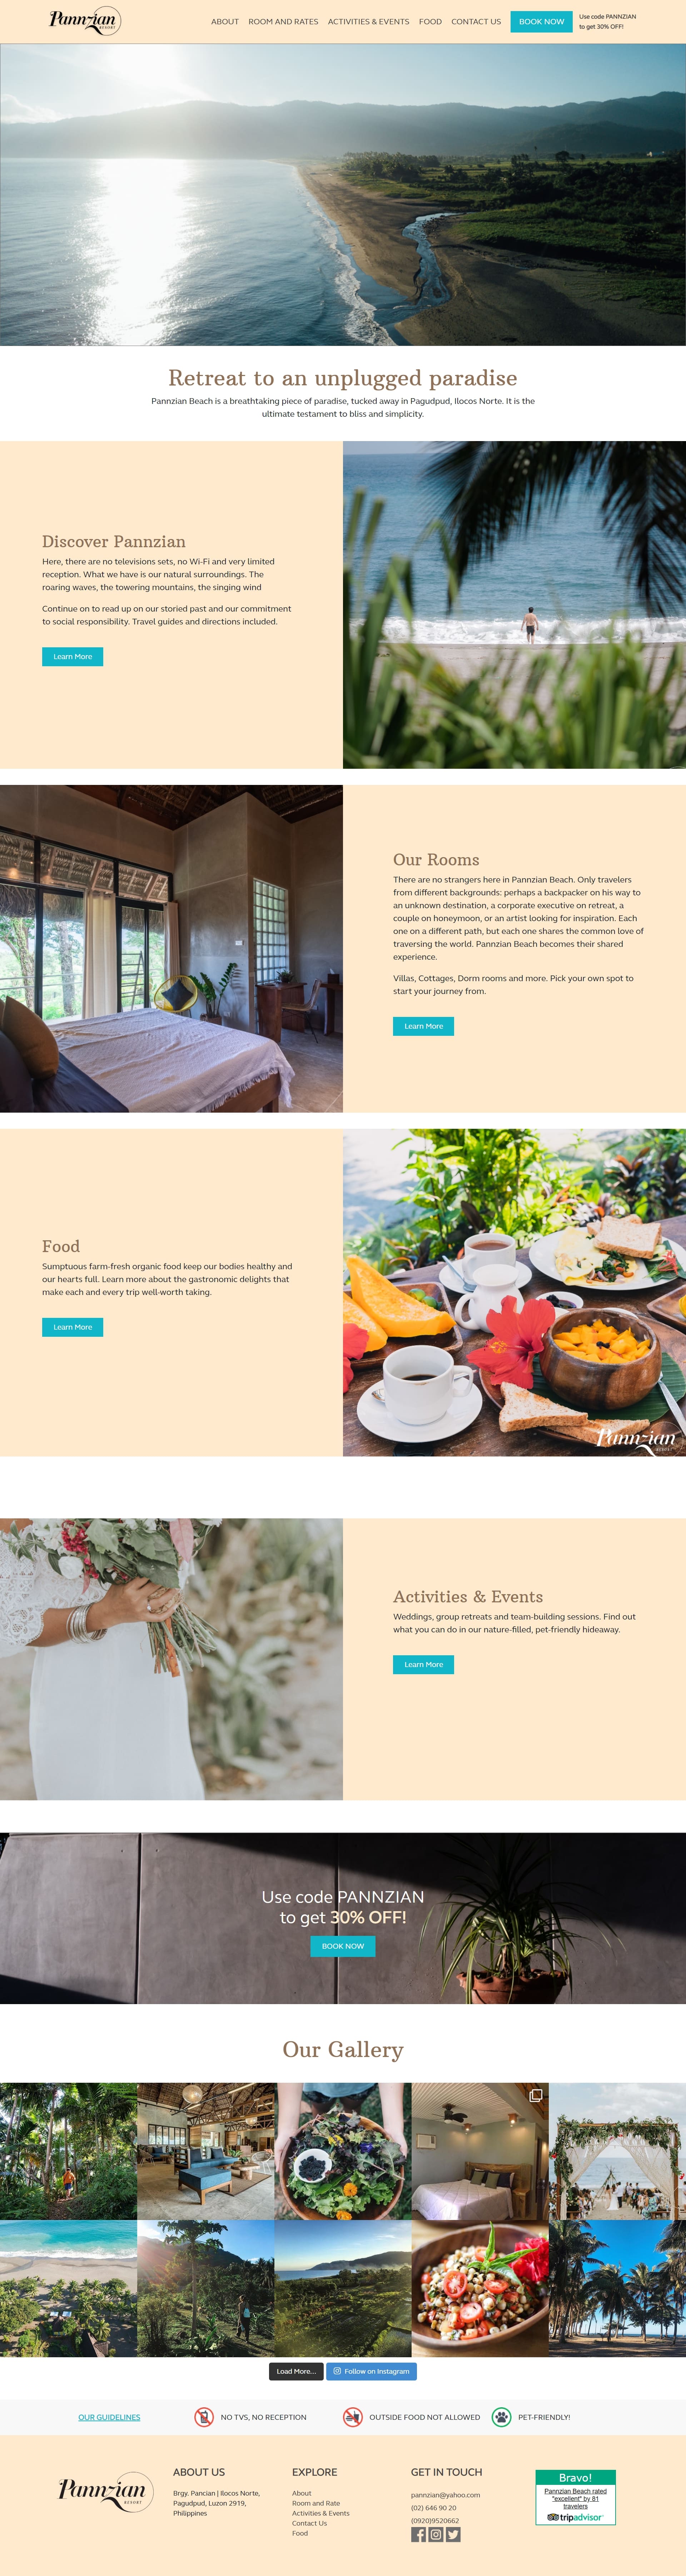 Pannzian
RESORT
ABOUT
ROOM AND RATES
ACTIVITIES & EVENTS
FOOD
CONTACT US
BOOK NOW
Use code PANNZIAN
to get 30% OFF!
Retreat to an unplugged paradise
Pannzian Beach is a breathtaking piece of paradise, tucked away in Pagudpud, Ilocos Norte. It is the
ultimate testament to bliss and simplicity.
Discover Pannzian
Here, there are no televisions sets, no Wi-Fi and very limited
reception. What we have is our natural surroundings. The
roaring waves, the towering mountains, the singing wind
Continue on to read up on our storied past and our commitment
to social responsibility. Travel guides and directions included.
Learn More
Our Rooms
There are no strangers here in Pannzian Beach. Only travelers
from different backgrounds: perhaps a backpacker on his way to
an unknown destination, a corporate executive on retreat, a
couple on honeymoon, or an artist looking for inspiration. Each
one on a different path, but each one shares the common love of
traversing the world. Pannzian Beach becomes their shared
experience.
Villas, Cottages, Dorm rooms and more. Pick your own spot to
start your journey from.
Learn More
Food
Sumptuous farm-fresh organic food keep our bodies healthy and
our hearts full. Learn more about the gastronomic delights that
make each and every trip well-worth taking.
Learn More
Pannzian
RESORT
Activities & Events
Weddings, group retreats and team-building sessions. Find out
what you can do in our nature-filled, pet-friendly hideaway.
Learn More
Use code PANNZIAN
to get 30% OFF!
BOOK NOW
Our Gallery
Load More...
Follow on Instagram
OUR GUIDELINES
NO TVS, NO RECEPTION
OUTSIDE FOOD NOT ALLOWED
PET-FRIENDLY!
Pannzian
RESORT
ABOUT US
Brgy. Pancian | Ilocos Norte,
Pagudpud, Luzon 2919,
Philippines
EXPLORE
About
Room and Rate
Activities & Events
Contact Us
Food
GET IN TOUCH
pannzian@yahoo.com
(02) 646 90 20
(0920)9520662
Bravo!
Pannzian Beach rated
"excellent" by 81
travelers
tripadvisor